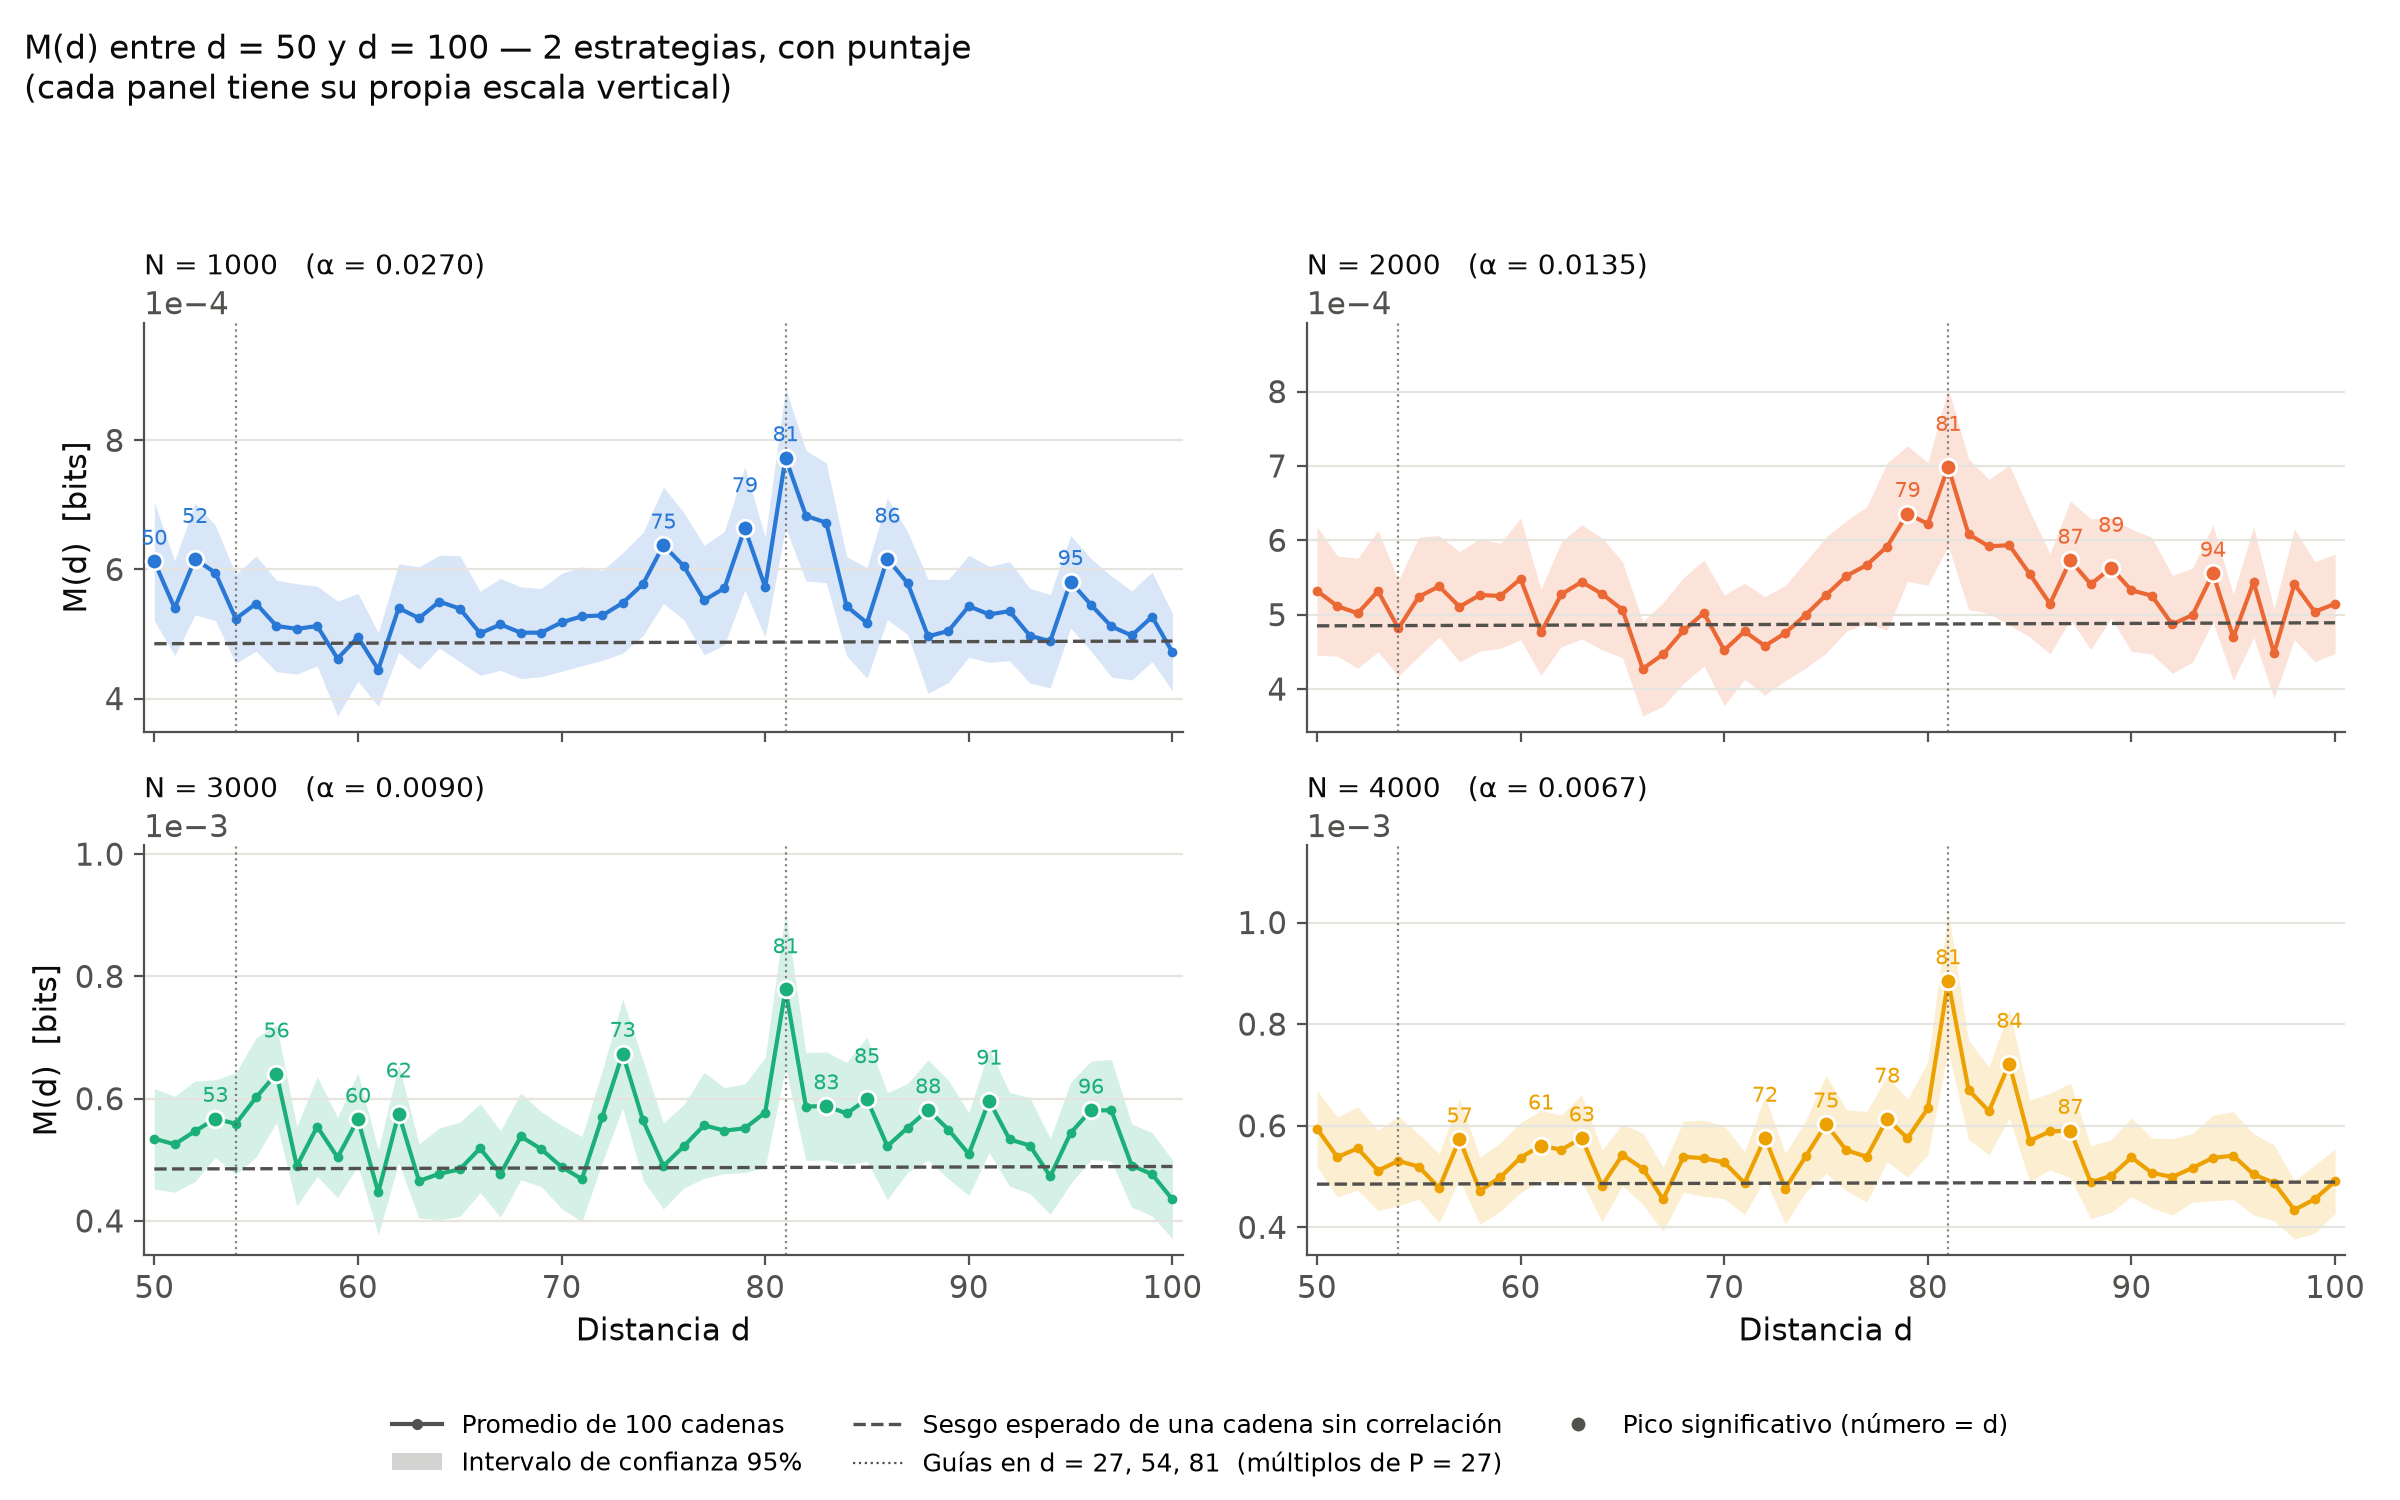 M(d) entre d = 50 y d = 100 — 2 estrategias, con puntaje
(cada panel tiene su propia escala vertical)
N = 1000   (α = 0.0270)
1e−4
8
6
4
M(d)  [bits]
50
52
75
79
81
86
95
N = 2000   (α = 0.0135)
1e−4
8
7
6
5
4
79
81
87
89
94
N = 3000   (α = 0.0090)
1e−3
1.0
0.8
0.6
0.4
M(d)  [bits]
53
56
60
62
73
81
83
85
88
91
96
50 60 70 80 90 100
Distancia d
N = 4000   (α = 0.0067)
1e−3
1.0
0.8
0.6
0.4
57
61
63
72
75
78
81
84
87
50 60 70 80 90 100
Distancia d
Promedio de 100 cadenas
Intervalo de confianza 95%
Sesgo esperado de una cadena sin correlación
Guías en d = 27, 54, 81  (múltiplos de P = 27)
Pico significativo (número = d)